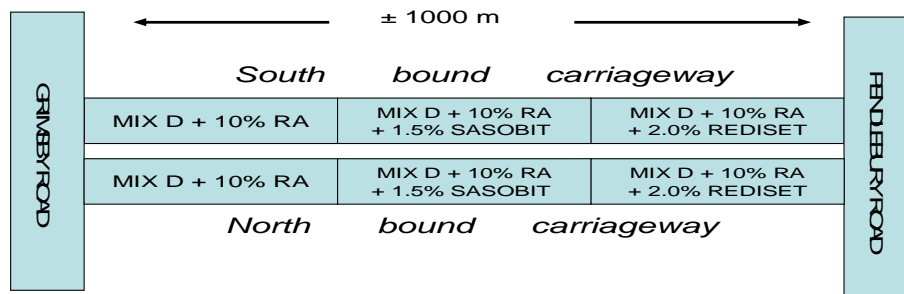 ± 1000 m
South bound carriageway
GRIMSBY ROAD
MIX D + 10% RA
MIX D + 10% RA
+ 1.5% SASOBIT
MIX D + 10% RA
+ 2.0% REDISET
PENDLEBURY ROAD
MIX D + 10% RA
MIX D + 10% RA
+ 1.5% SASOBIT
MIX D + 10% RA
+ 2.0% REDISET
North bound carriageway